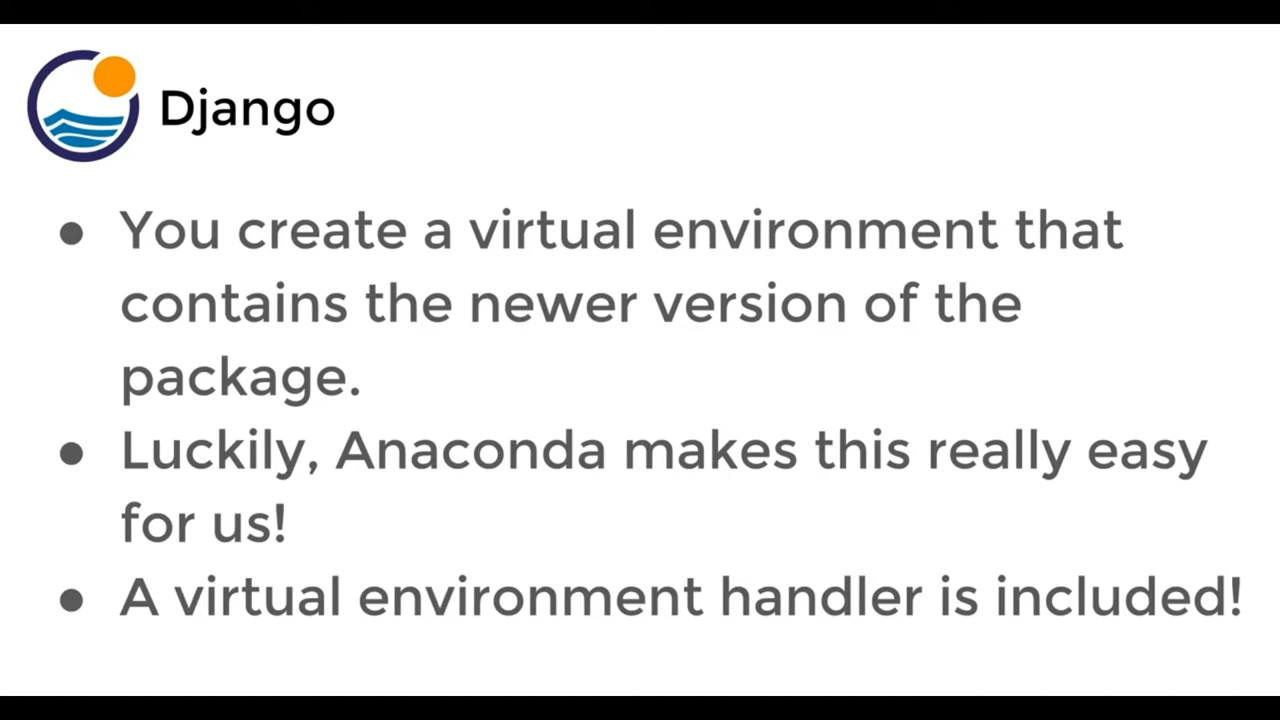 Django
● You create a virtual environment that
contains the newer version of the
package.
● Luckily, Anaconda makes this really easy
for us!
● A virtual environment handler is included!